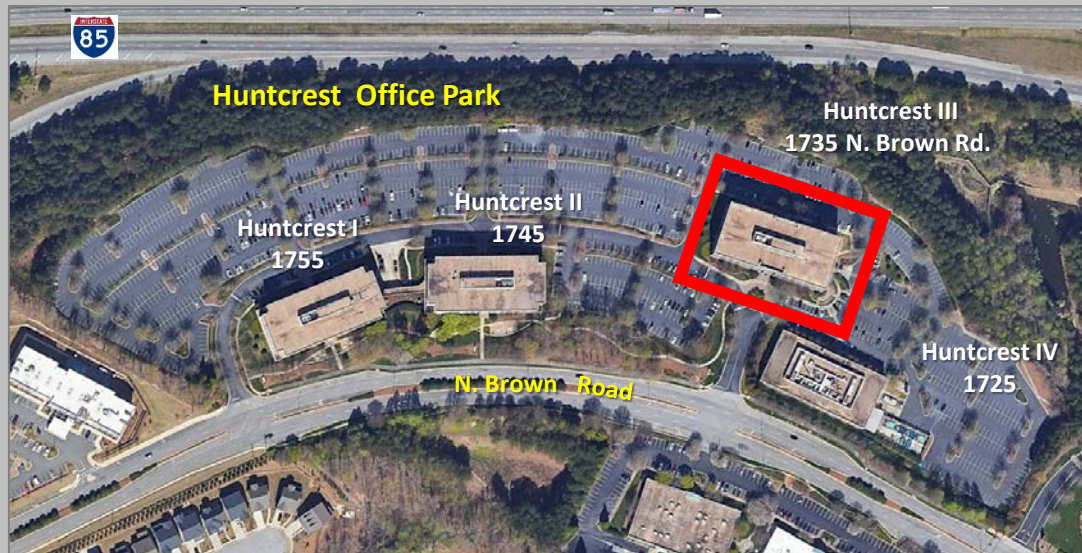 INTERSTATE
85
Huntcrest Office Park
Huntcrest III
1735 N. Brown Rd.
Huntcrest II
1745
Huntcrest I
1755
Huntcrest IV
1725
N. Brown Road